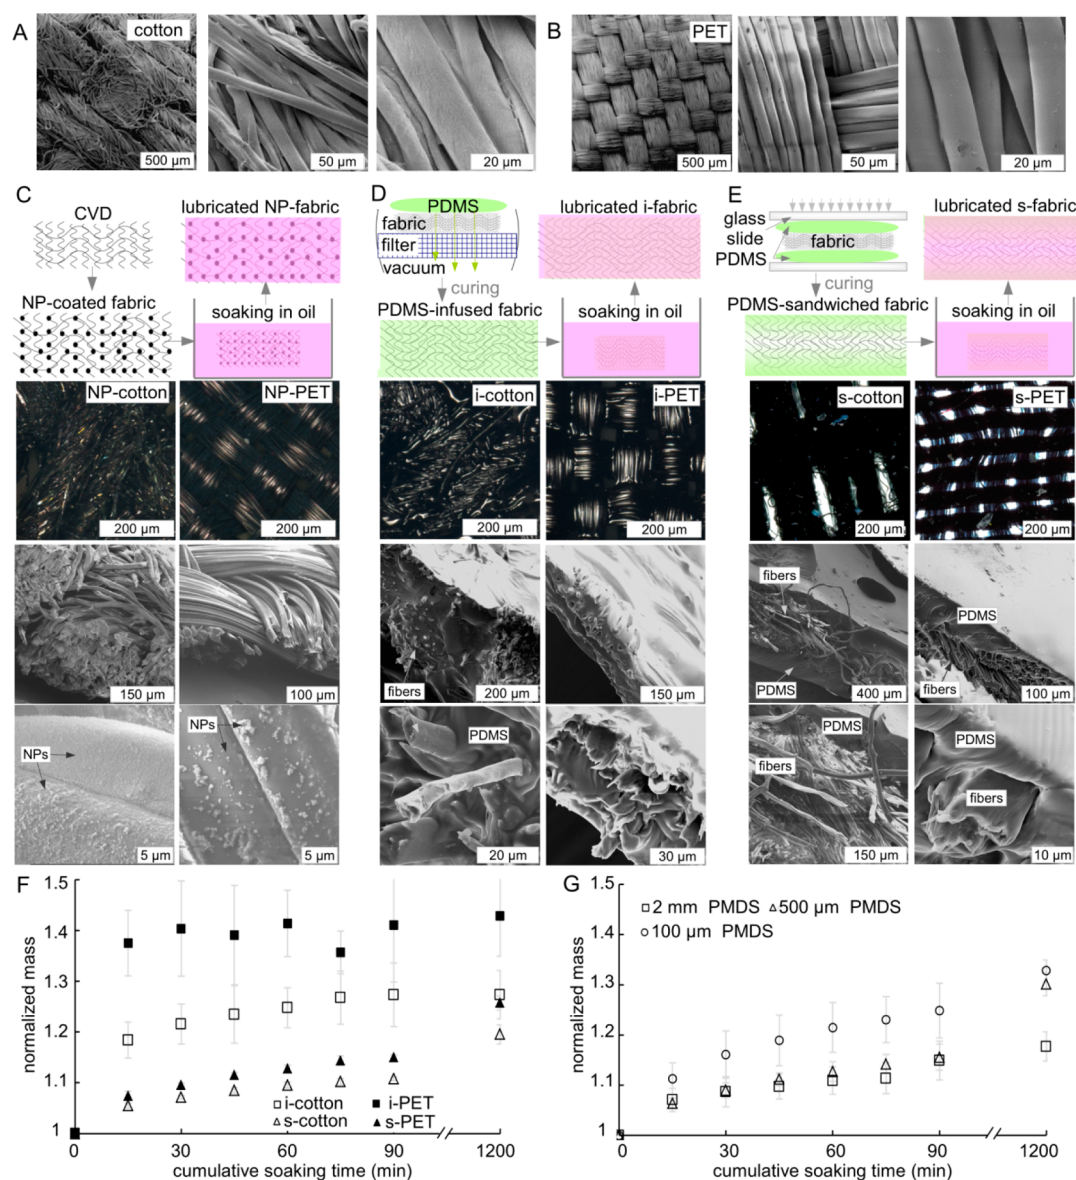 A
cotton
500 µm
50 µm
20 µm
B
PET
500 µm
50 µm
20 µm
C
CVD
lubricated NP-fabric
NP-coated fabric
soaking in oil
NP-cotton
NP-PET
200 µm
200 µm
150 µm
100 µm
NPs
NPs
5 µm
5 µm
D
PDMS
fabric
filter
vacuum
curing
lubricated i-fabric
PDMS-infused fabric
soaking in oil
i-cotton
i-PET
200 µm
200 µm
fibers
200 µm
150 µm
PDMS
20 µm
30 µm
E
glass
slide
PDMS
fabric
curing
lubricated s-fabric
PDMS-sandwiched fabric
soaking in oil
s-cotton
s-PET
200 µm
200 µm
fibers
PDMS
400 µm
PDMS
fibers
100 µm
PDMS
fibers
150 µm
PDMS
fibers
10 µm
F
normalized mass
1.5
1.4
1.3
1.2
1.1
1
i-cotton
i-PET
s-cotton
s-PET
0
30
60
90
1200
cumulative soaking time (min)
G
normalized mass
1.5
1.4
1.3
1.2
1.1
1
2 mm PMDS
500 µm PMDS
100 µm PMDS
0
30
60
90
1200
cumulative soaking time (min)